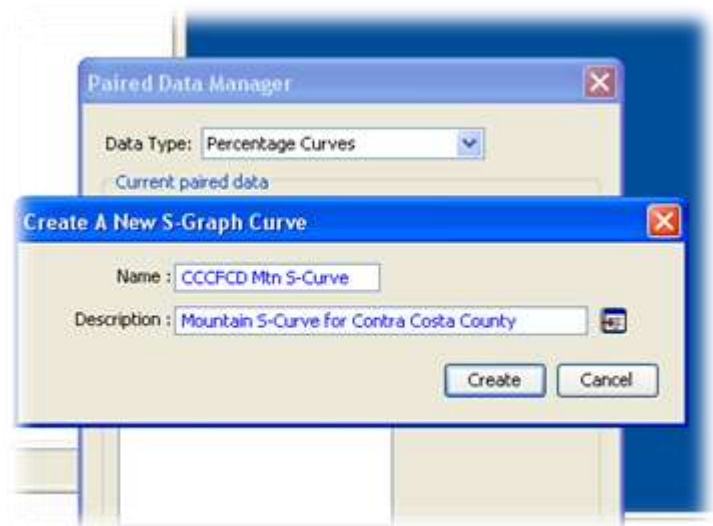 Paired Data Manager
Data Type: Percentage Curves
Current paired data
Create A New S-Graph Curve
Name : CCCFCD Mtn S-Curve
Description : Mountain S-Curve for Contra Costa County
Create Cancel